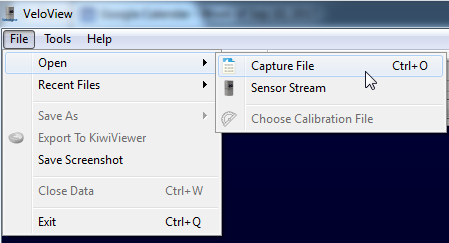 VeloView
File Tools Help
Open
Capture File Ctrl+O
Recent Files
Sensor Stream
Save As
Choose Calibration File
Export To KiwiViewer
Save Screenshot
Close Data Ctrl+W
Exit Ctrl+Q